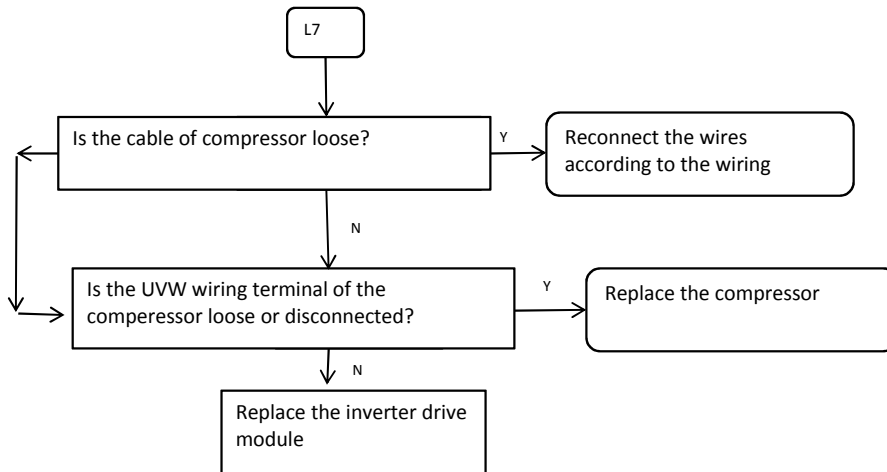 L7
Is the cable of compressor loose?
Y
Reconnect the wires
according to the wiring
N
Is the UVW wiring terminal of the
comperessor loose or disconnected?
Y
Replace the compressor
N
Replace the inverter drive
module